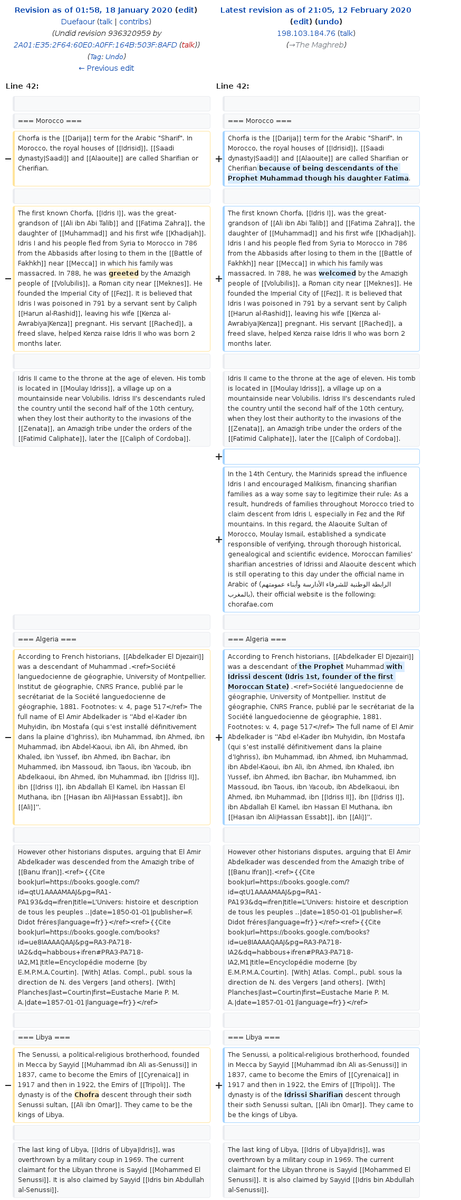 Revision as of 01:58, 18 January 2020 (edit)
Duefaour (talk | contribs)
(Undid revision 936320959 by
2A01:E35:2F64:60E0:A0FF:164B:503F:8AFD (talk))
(Tag: Undo)
← Previous edit
Latest revision as of 21:05, 12 February 2020
(edit) (undo)
198.103.184.76 (talk)
(→The Maghreb)
Line 42:
Line 42:
=== Morocco ===
=== Morocco ===
−
Chorfa is the [[Darija]] term for the Arabic "Sharif". In
Morocco, the royal houses of [[Idrisid]]. [[Saadi
dynasty|Saadi]] and [[Alaouite]] are called Sharifian or
Cherifian.
+
Chorfa is the [[Darija]] term for the Arabic "Sharif". In
Morocco, the royal houses of [[Idrisid]]. [[Saadi
dynasty|Saadi]] and [[Alaouite]] are called Sharifian or
Cherifian because of being descendants of the
Prophet Muhammad though his daughter Fatima.
−
The first known Chorfa, [[Idris I]], was the great-
grandson of [[Ali ibn Abi Talib]] and [[Fatima Zahra]], the
daughter of [[Muhammad]] and his first wife [[Khadijah]].
Idris I and his people fled from Syria to Morocco in 786
from the Abbasids after losing to them in the [[Battle of
Fakhkh]] near [[Mecca]] in which his family was
massacred. In 788, he was greeted by the Amazigh
people of [[Volubilis]], a Roman city near [[Meknes]]. He
founded the Imperial City of [[Fez]]. It is believed that
Idris I was poisoned in 791 by a servant sent by Caliph
[[Harun al-Rashid]], leaving his wife [[Kenza al-
Awrabiya|Kenza]] pregnant. His servant [[Rached]], a
freed slave, helped Kenza raise Idris II who was born 2
months later.
+
The first known Chorfa, [[Idris I]], was the great-
grandson of [[Ali ibn Abi Talib]] and [[Fatima Zahra]], the
daughter of [[Muhammad]] and his first wife [[Khadijah]].
Idris I and his people fled from Syria to Morocco in 786
from the Abbasids after losing to them in the [[Battle of
Fakhkh]] near [[Mecca]] in which his family was
massacred. In 788, he was welcomed by the Amazigh
people of [[Volubilis]], a Roman city near [[Meknes]]. He
founded the Imperial City of [[Fez]]. It is believed that
Idris I was poisoned in 791 by a servant sent by Caliph
[[Harun al-Rashid]], leaving his wife [[Kenza al-
Awrabiya|Kenza]] pregnant. His servant [[Rached]], a
freed slave, helped Kenza raise Idris II who was born 2
months later.
Idris II came to the throne at the age of eleven. His tomb
is located in [[Moulay Idriss]], a village up on a
mountainside near Volubilis. Idriss II's descendants ruled
the country until the second half of the 10th century,
when they lost their authority to the invasions of the
[[Zenata]], an Amazigh tribe under the orders of the
[[Fatimid Caliphate]], later the [[Caliph of Cordoba]].
Idris II came to the throne at the age of eleven. His tomb
is located in [[Moulay Idriss]], a village up on a
mountainside near Volubilis. Idriss II's descendants ruled
the country until the second half of the 10th century,
when they lost their authority to the invasions of the
[[Zenata]], an Amazigh tribe under the orders of the
[[Fatimid Caliphate]], later the [[Caliph of Cordoba]].
+
+
In the 14th Century, the Marinids spread the influence
Idris I and encouraged Malikism, financing sharifian
families as a way some say to legitimize their rule: As a
result, hundreds of families throughout Morocco tried to
claim descent from Idris I, especially in Fez and the Rif
mountains. In this regard, the Alaouite Sultan of
Morocco, Moulay Ismail, established a syndicate
responsible of verifying, through thorough historical,
genealogical and scientific evidence, Moroccan families'
sharifian ancestries of Idrissi and Alaouite descent which
is still operating to this day under the official name in
Arabic of (الرابطة الوطنية للشرفاء الأدارسة وأبناء عمومتهم
بالمغرب), their official website is the following:
chorafae.com
=== Algeria ===
=== Algeria ===
−
According to French historians, [[Abdelkader El Djezairi]]
was a descendant of Muhammad .<ref>Société
languedocienne de géographie, University of Montpellier.
Institut de géographie, CNRS France, publié par le
secrétariat de la Société languedocienne de géographie, 1881.
Footnotes: v. 4, page 517</ref> The
full name of El Amir Abdelkader is "Abd el-Kader ibn
Muhyidin, ibn Mostafa (qui s'est installé définitivement
dans la plaine d'Ighriss), ibn Muhammad, ibn Ahmed, ibn
Muhammad, ibn Abdel-Kaoui, ibn Ali, ibn Ahmed, ibn
Khaled, ibn Yussef, ibn Ahmed, ibn Bachar, ibn
Muhammed, ibn Massoud, ibn Taous, ibn Yacoub, ibn
Abdelkaoui, ibn Ahmed, ibn Muhammad, ibn [[Idriss II]],
ibn [[Idriss I]], ibn Abdallah El Kamel, ibn Hassan El
Muthana, ibn [[Hasan ibn Ali|Hassan Essabt]], ibn
[[Ali]]".
+
According to French historians, [[Abdelkader El Djezairi]]
was a descendant of the Prophet Muhammad with
Idrissi descent (Idris 1st, founder of the first
Moroccan State) .<ref>Société languedocienne de
géographie, University of Montpellier. Institut de
géographie, CNRS France, publié par le secrétariat de la
Société languedocienne de géographie, 1881.
Footnotes: v. 4, page 517</ref> The full name of El Amir
Abdelkader is "Abd el-Kader ibn Muhyidin, ibn Mostafa
(qui s'est installé définitivement dans la plaine
d'Ighriss), ibn Muhammad, ibn Ahmed, ibn Muhammad,
ibn Abdel-Kaoui, ibn Ali, ibn Ahmed, ibn Khaled, ibn
Yussef, ibn Ahmed, ibn Bachar, ibn Muhammed, ibn
Massoud, ibn Taous, ibn Yacoub, ibn Abdelkaoui, ibn
Ahmed, ibn Muhammad, ibn [[Idriss II]], ibn [[Idriss I]],
ibn Abdallah El Kamel, ibn Hassan El Muthana, ibn
[[Hasan ibn Ali|Hassan Essabt]], ibn [[Ali]]".
However other historians disputes, arguing that El Amir
Abdelkader was descended from the Amazigh tribe of
[[Banu Ifran]].<ref>{{Cite
book|url=https://books.google.com/?
id=qtU1AAAAMAAJ&pg=RA1-
PA193&dq=ifren|title=L'Univers: histoire et description
de tous les peuples ..|date=1850-01-01|publisher=F.
Didot fréres|language=fr}}</ref><ref>{{Cite
book|url=https://books.google.com/books?
id=ue8IAAAAQAAJ&pg=RA3-PA718-
IA2&dq=habbous+ifren#PRA3-PA718-
IA2,M1|title=Encyclopédie moderne [by
E.M.P.M.A.Courtin]. [With] Atlas. Compl., publ. sous la
direction de N. des Vergers [and others]. [With]
Planches|last=Courtin|first=Eustache Marie P. M.
A.|date=1857-01-01|language=fr}}</ref>
However other historians disputes, arguing that El Amir
Abdelkader was descended from the Amazigh tribe of
[[Banu Ifran]].<ref>{{Cite
book|url=https://books.google.com/?
id=qtU1AAAAMAAJ&pg=RA1-
PA193&dq=ifren|title=L'Univers: histoire et description
de tous les peuples ..|date=1850-01-01|publisher=F.
Didot fréres|language=fr}}</ref><ref>{{Cite
book|url=https://books.google.com/books?
id=ue8IAAAAQAAJ&pg=RA3-PA718-
IA2&dq=habbous+ifren#PRA3-PA718-
IA2,M1|title=Encyclopédie moderne [by
E.M.P.M.A.Courtin]. [With] Atlas. Compl., publ. sous la
direction de N. des Vergers [and others]. [With]
Planches|last=Courtin|first=Eustache Marie P. M.
A.|date=1857-01-01|language=fr}}</ref>
=== Libya ===
=== Libya ===
−
The Senussi, a political-religious brotherhood, founded
in Mecca by Sayyid [[Muhammad ibn Ali as-Senussi]] in
1837, came to become the Emirs of [[Cyrenaica]] in
1917 and then in 1922, the Emirs of [[Tripoli]]. The
dynasty is of the Chofra descent through their sixth
Senussi sultan, [[Ali ibn Omar]]. They came to be the
kings of Libya.
+
The Senussi, a political-religious brotherhood, founded
in Mecca by Sayyid [[Muhammad ibn Ali as-Senussi]] in
1837, came to become the Emirs of [[Cyrenaica]] in
1917 and then in 1922, the Emirs of [[Tripoli]]. The
dynasty is of the Idrissi Sharifian descent through their
sixth Senussi sultan, [[Ali ibn Omar]]. They came to be
the kings of Libya.
The last king of Libya, [[Idris of Libya|Idris]], was
overthrown by a military coup in 1969. The current
claimant for the Libyan throne is Sayyid [[Mohammed El
Senussi]]. It is also claimed by Sayyid [[Idris bin Abdullah
al-Senussi]].
The last king of Libya, [[Idris of Libya|Idris]], was
overthrown by a military coup in 1969. The current
claimant for the Libyan throne is Sayyid [[Mohammed El
Senussi]]. It is also claimed by Sayyid [[Idris bin Abdullah
al-Senussi]].